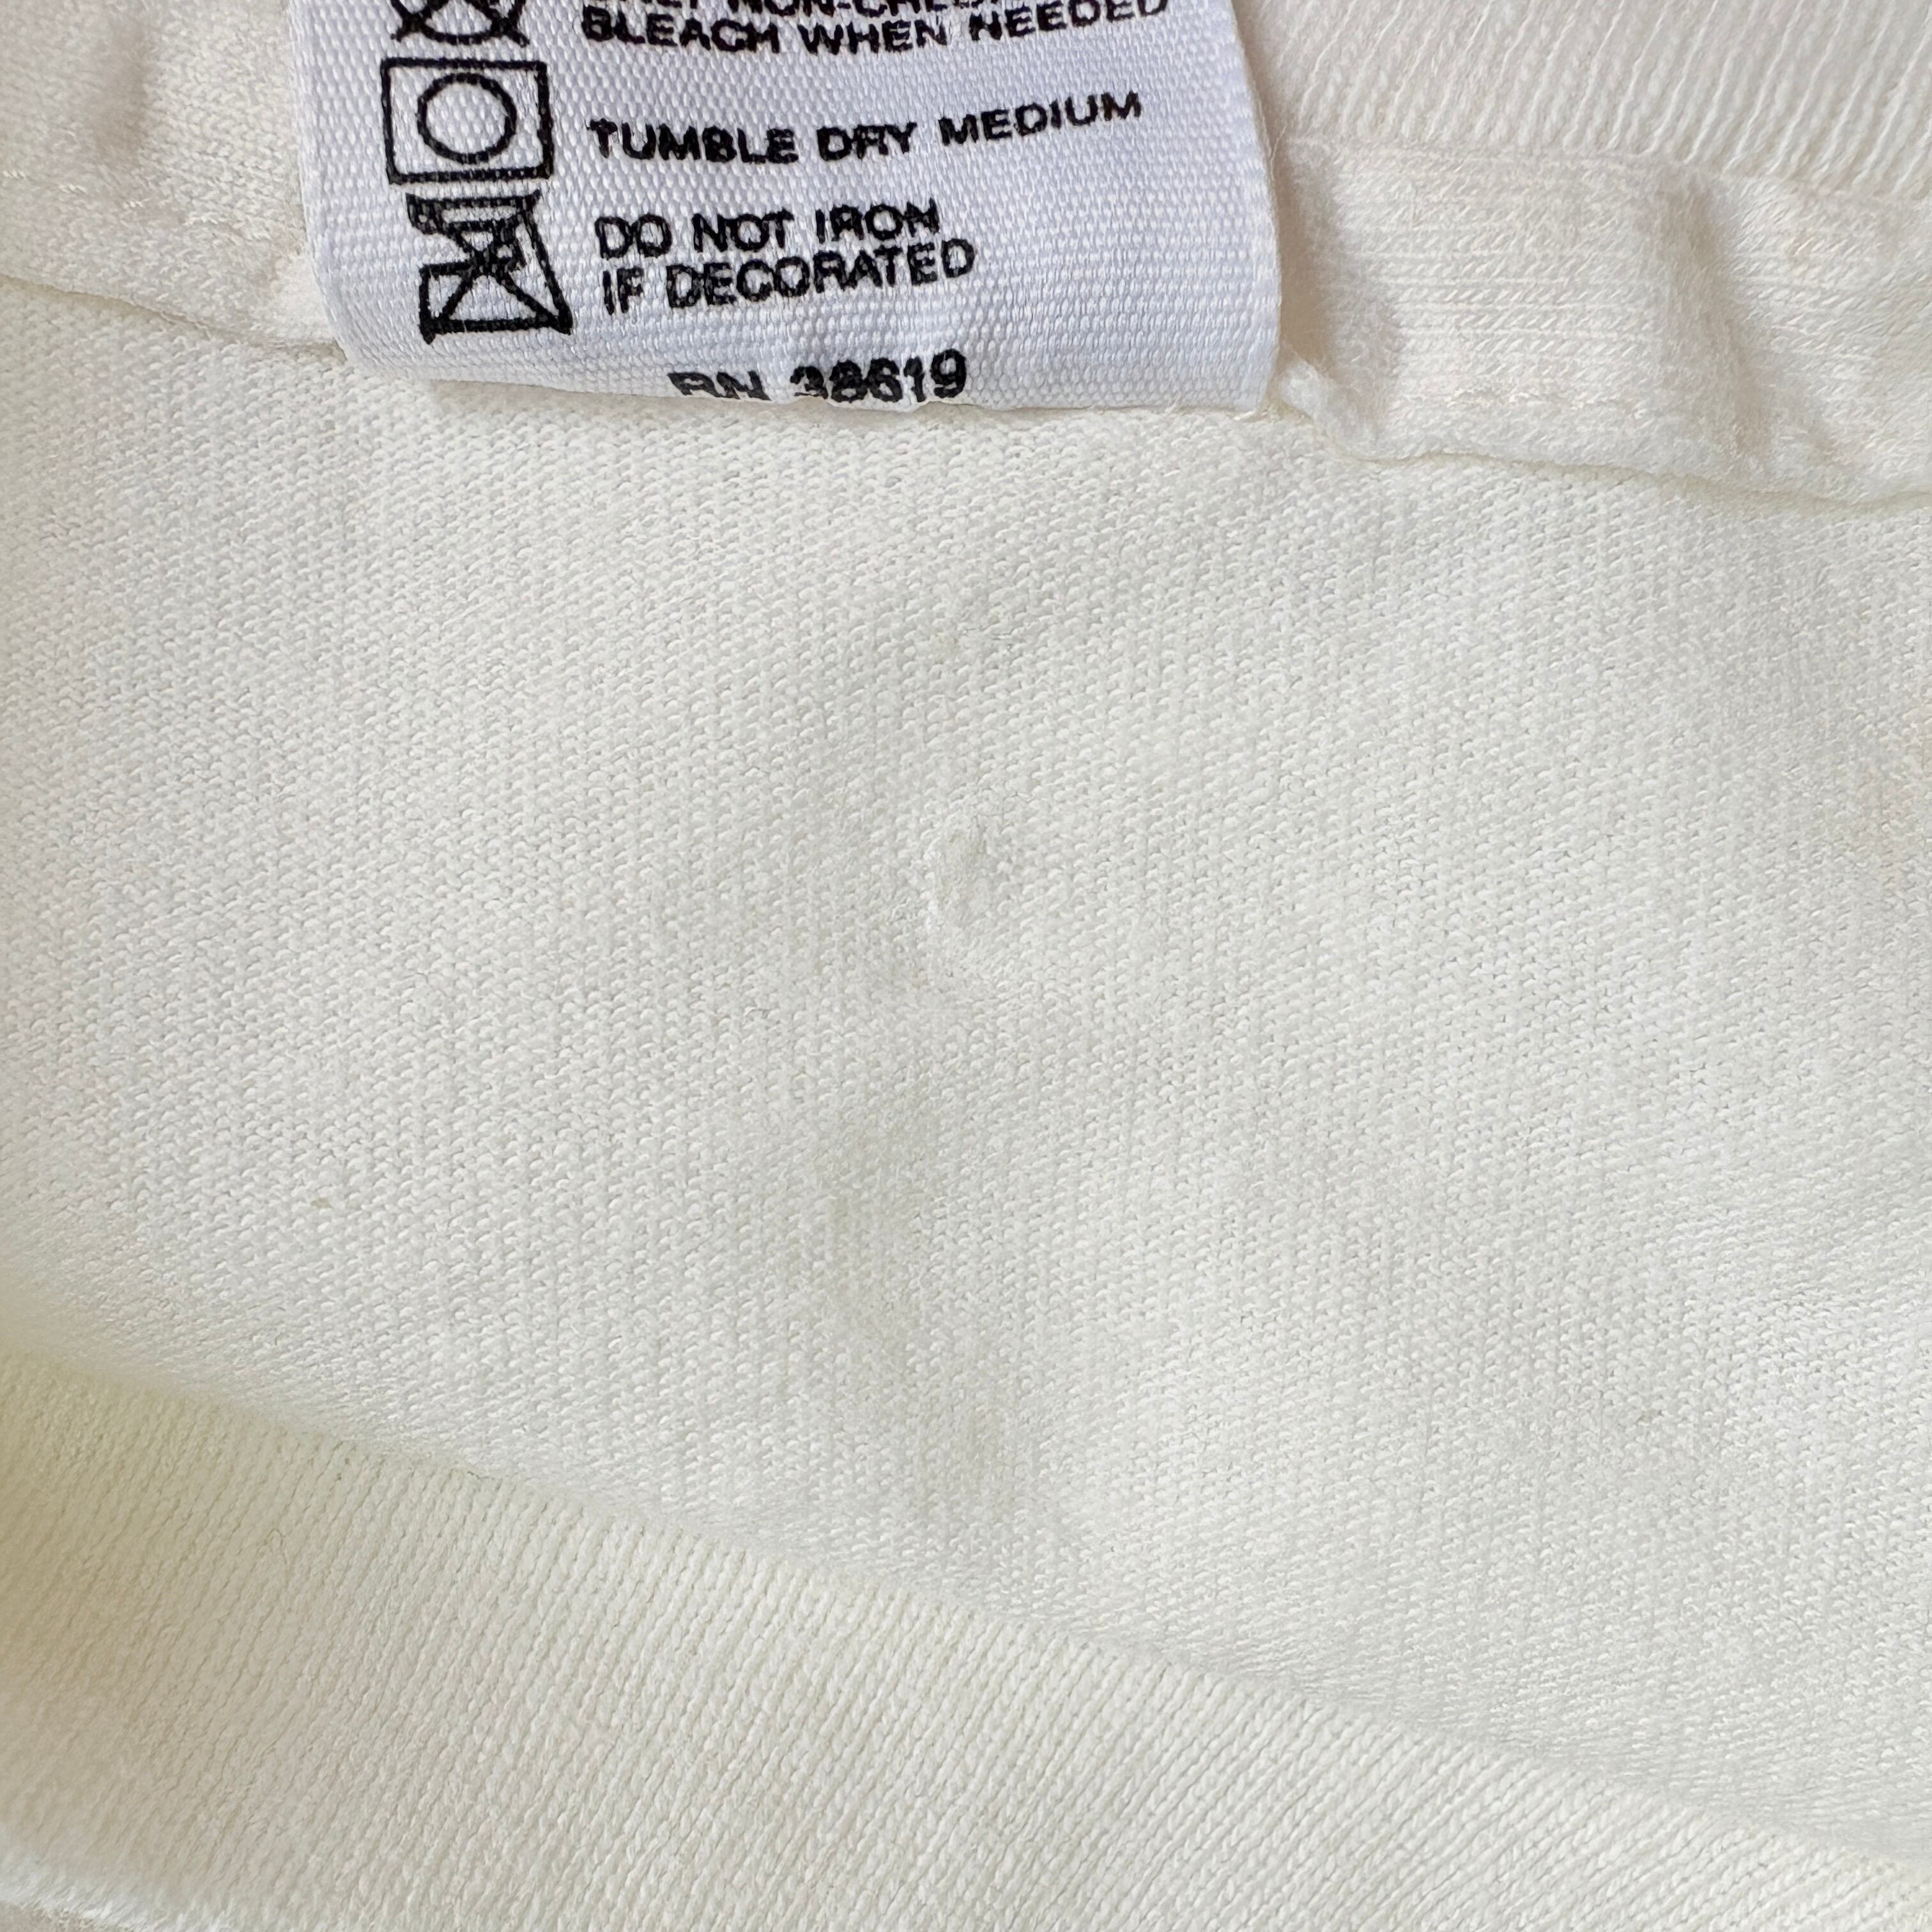 BLEACH WHEN NEEDED
TUMBLE DRY MEDIUM
DO NOT IRON
IF DECORATED
RN 38619